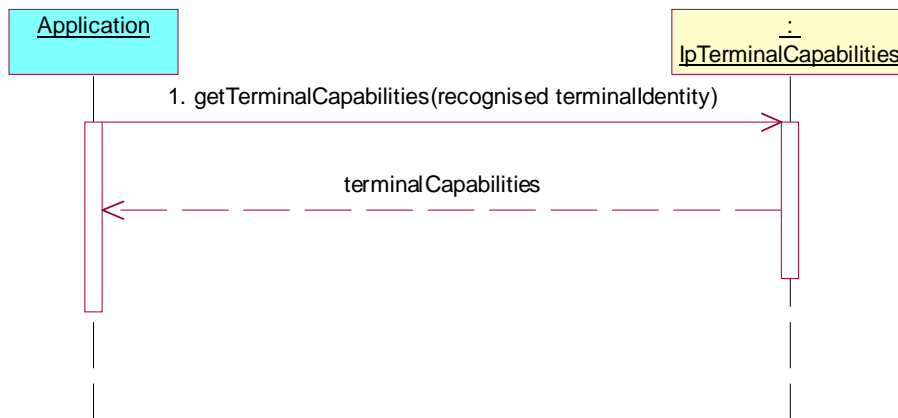 Application
:
IpTerminalCapabilities
1. getTerminalCapabilities(recognised terminalIdentity)
terminalCapabilities